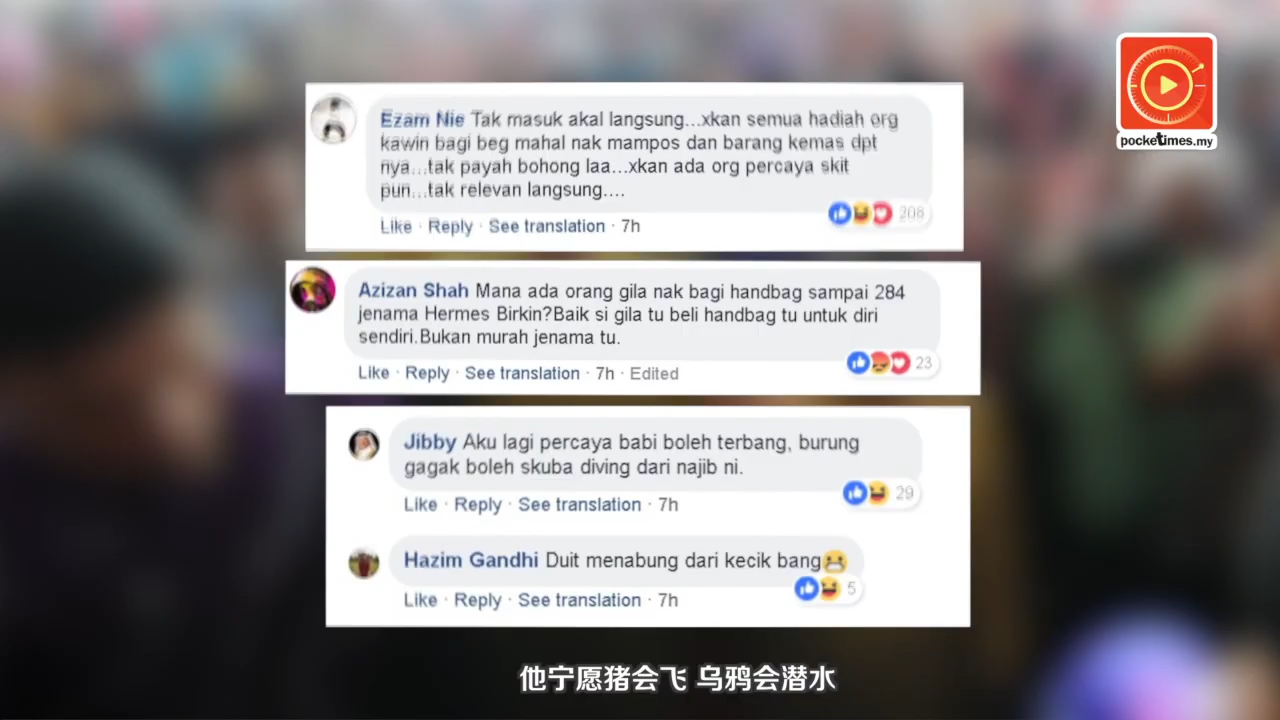 pocketimes.my
Ezam Nie Tak masuk akal langsung...xkan semua hadiah org
kawin bagi beg mahal nak mampos dan barang kemas dpt
nya...tak payah bohong laa...xkan ada org percaya skit
pun...tak relevan langsung....
208
Like · Reply · See translation · 7h
Azizan Shah Mana ada orang gila nak bagi handbag sampai 284
jenama Hermes Birkin?Baik si gila tu beli handbag tu untuk diri
sendiri.Bukan murah jenama tu.
23
Like · Reply · See translation · 7h · Edited
Jibby Aku lagi percaya babi boleh terbang, burung
gagak boleh skuba diving dari najib ni.
29
Like · Reply · See translation · 7h
Hazim Gandhi Duit menabung dari kecik bang😬
5
Like · Reply · See translation · 7h
他宁愿猪会飞 乌鸦会潜水